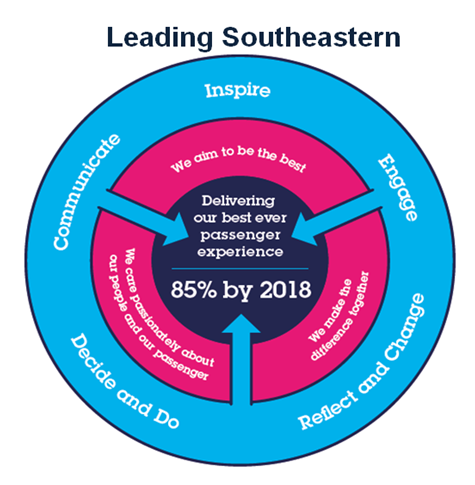 Leading Southeastern
Inspire
Communicate
Engage
We aim to be the best
Delivering
our best ever
passenger
experience
85% by 2018
We care passionately about
our people and our passenger
We make the
difference together
Decide and Do
Reflect and Change